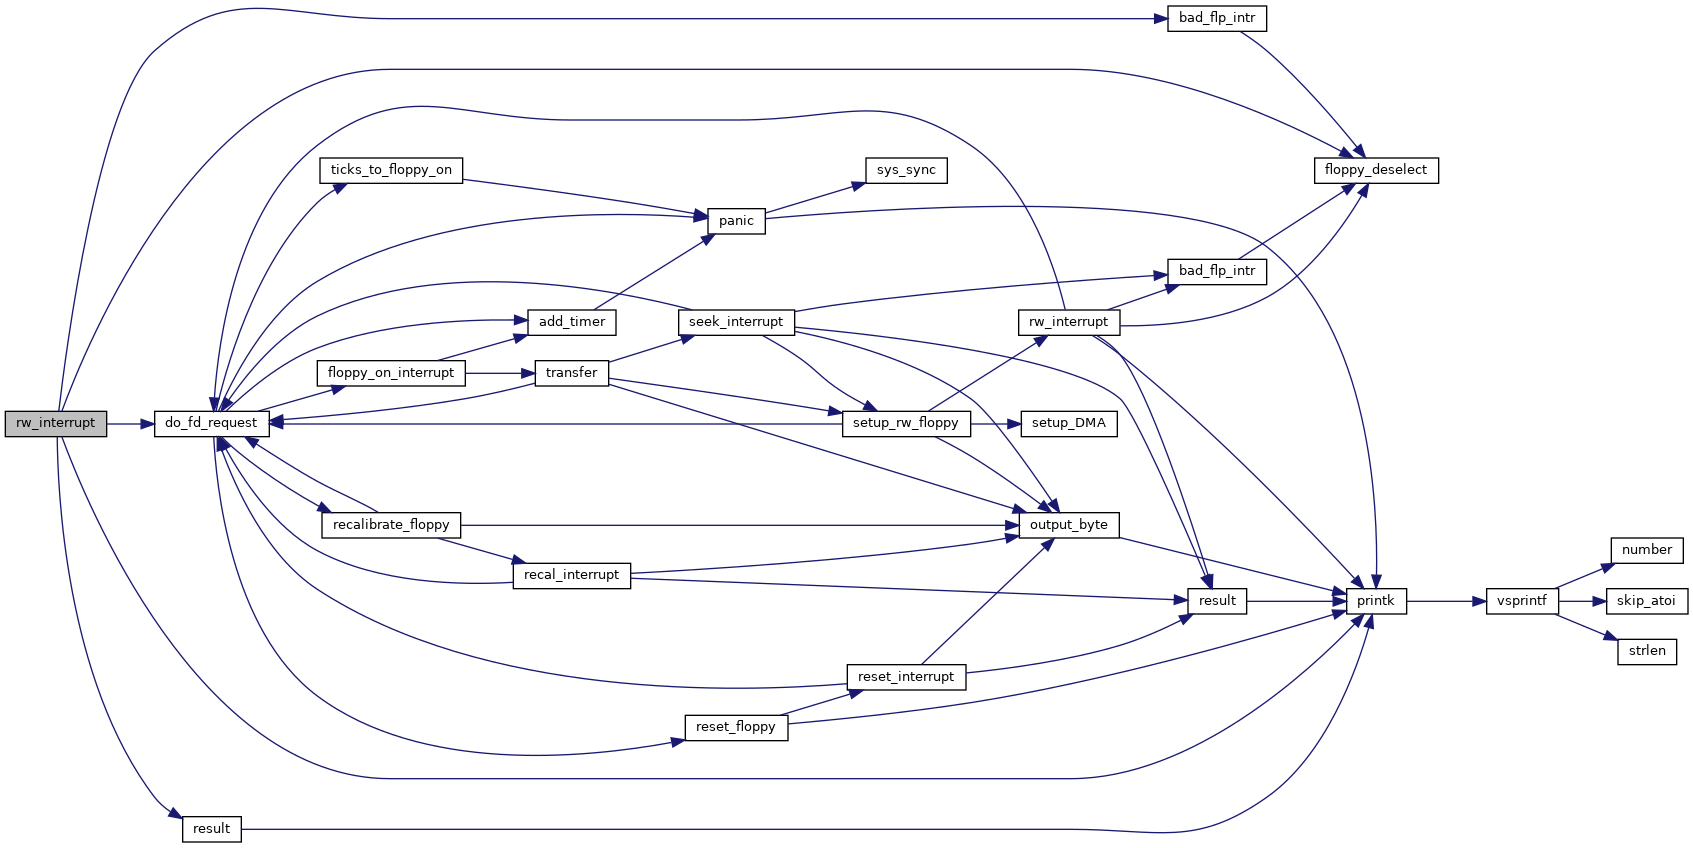 bad_flp_intr
ticks_to_floppy_on
sys_sync
floppy_deselect
panic
bad_flp_intr
add_timer
seek_interrupt
rw_interrupt
floppy_on_interrupt
transfer
rw_interrupt
do_fd_request
setup_rw_floppy
setup_DMA
recalibrate_floppy
output_byte
number
recal_interrupt
result
printk
vsprintf
skip_atoi
strlen
reset_interrupt
reset_floppy
result